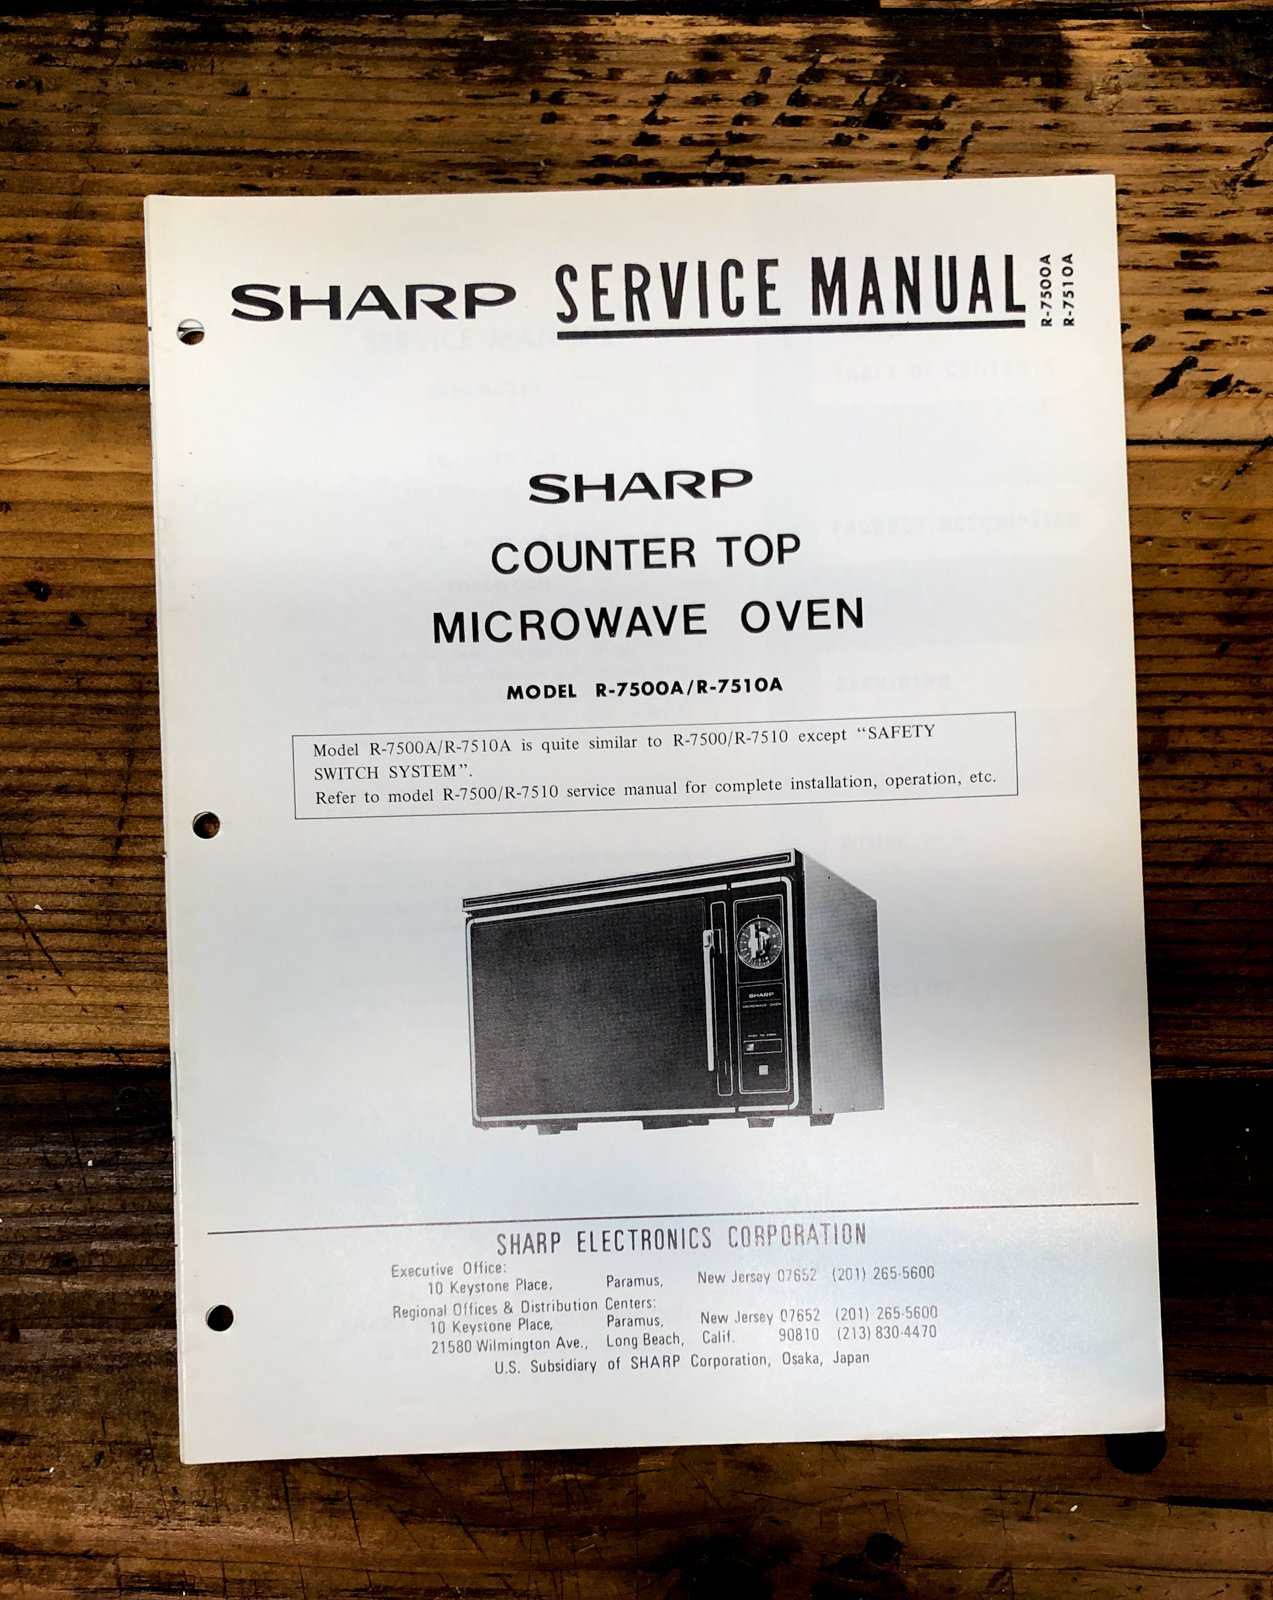 SHARP SERVICE MANUAL R-7500A
R-7510A
SHARP
COUNTER TOP
MICROWAVE OVEN
MODEL R-7500A/R-7510A
Model R-7500A/R-7510A is quite similar to R-7500/R-7510 except “SAFETY
SWITCH SYSTEM”.
Refer to model R-7500/R-7510 service manual for complete installation, operation, etc.
SHARP
MICROWAVE OVEN
SHARP ELECTRONICS CORPORATION
Executive Office:
10 Keystone Place, Paramus, New Jersey 07652 (201) 265-5600
Regional Offices & Distribution Centers:
10 Keystone Place, Paramus, New Jersey 07652 (201) 265-5600
21580 Wilmington Ave., Long Beach, Calif. 90810 (213) 830-4470
U.S. Subsidiary of SHARP Corporation, Osaka, Japan